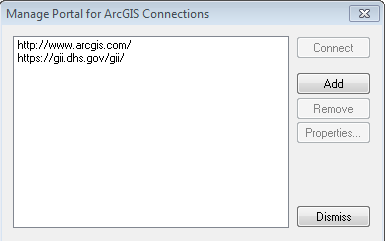 Manage Portal for ArcGIS Connections
http://www.arcgis.com/
https://gii.dhs.gov/gii/
Connect
Add
Remove
Properties...
Dismiss